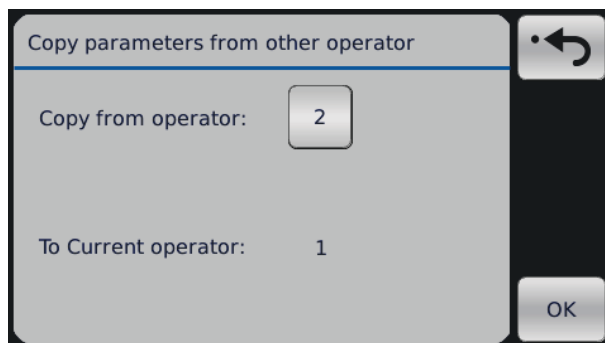 Copy parameters from other operator
Copy from operator: 2
To Current operator: 1
OK